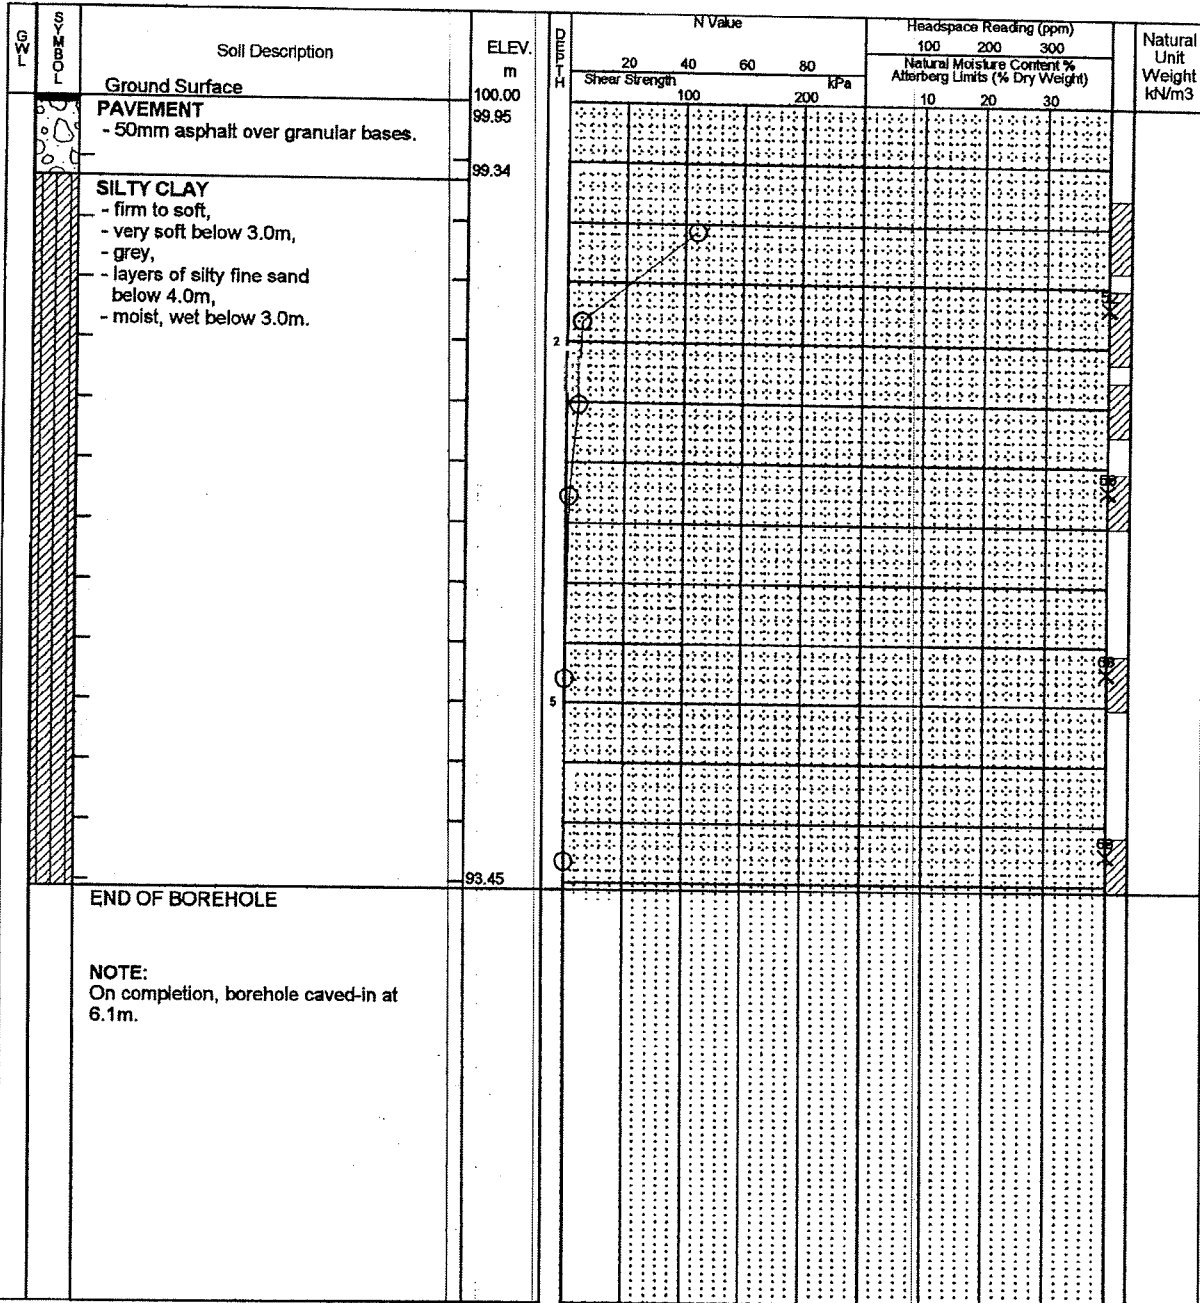 GWL
SYMBOL
Soil Description
ELEV.
m
DEPTH
N Value
20 40 60 80
Shear Strength kPa
100 200
Headspace Reading (ppm)
100 200 300
Natural Moisture Content %
Atterberg Limits (% Dry Weight)
10 20 30
Natural
Unit
Weight
kN/m3
Ground Surface
100.00
PAVEMENT
99.95
- 50mm asphalt over granular bases.
99.34
SILTY CLAY
- firm to soft,
- very soft below 3.0m,
- grey,
- layers of silty fine sand
below 4.0m,
- moist, wet below 3.0m.
2
5
93.45
END OF BOREHOLE
NOTE:
On completion, borehole caved-in at
6.1m.